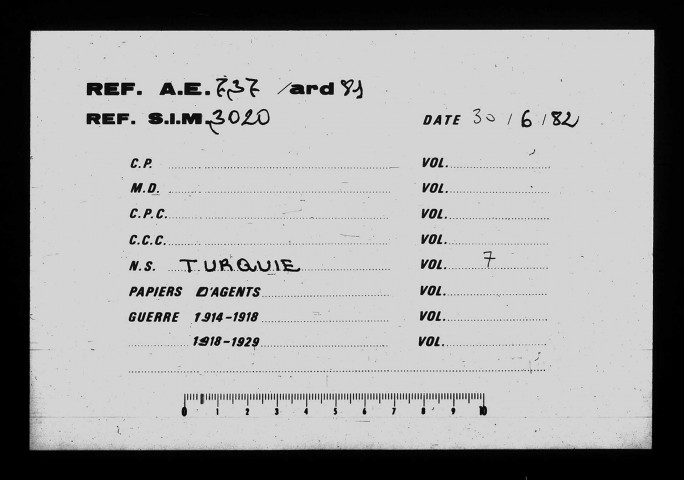 REF. A.E. 737 /ard 81
REF. S.I.M. 3020 DATE 30 / 6 / 82
C.P. VOL.
M.D. VOL.
C.P.C. VOL.
C.C.C. VOL.
N.S. TURQUIE VOL. 7
PAPIERS D'AGENTS VOL.
GUERRE 1914-1918 VOL.
1918-1929 VOL.
0 1 2 3 4 5 6 7 8 9 10